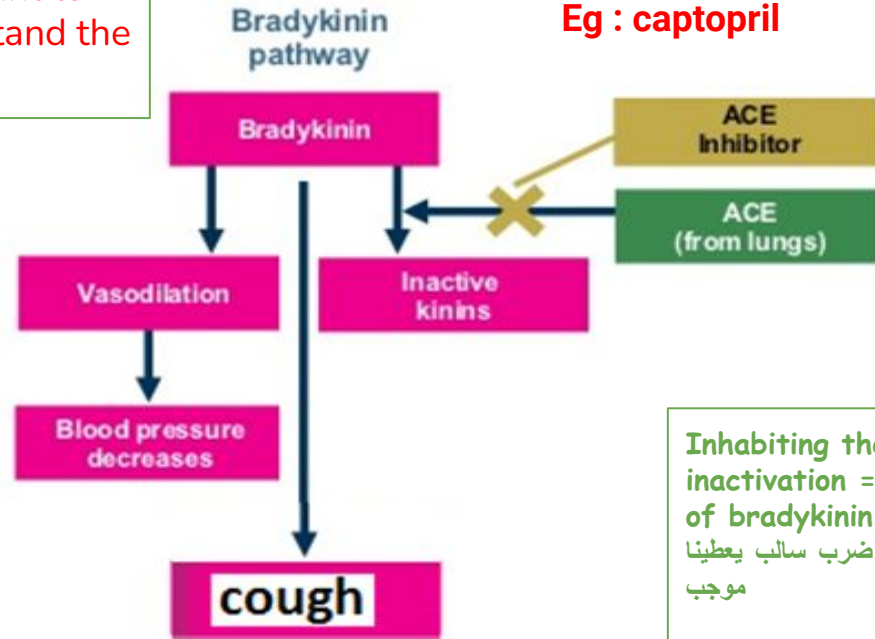 tand the
Bradykinin
pathway
Eg : captopril
Bradykinin
ACE
Inhibitor
ACE
(from lungs)
Vasodilation
Inactive
kinins
Blood pressure
decreases
cough
Inhabiting the
inactivation =
of bradykinin
ضرب سالب يعطينا
موجب